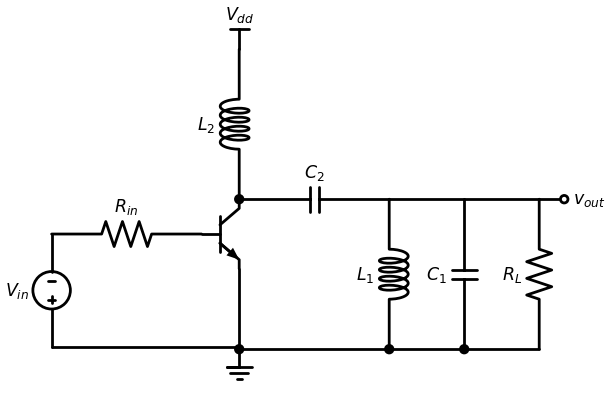 V_dd
L_2
C_2
R_in
v_out
L_1
C_1
R_L
V_in